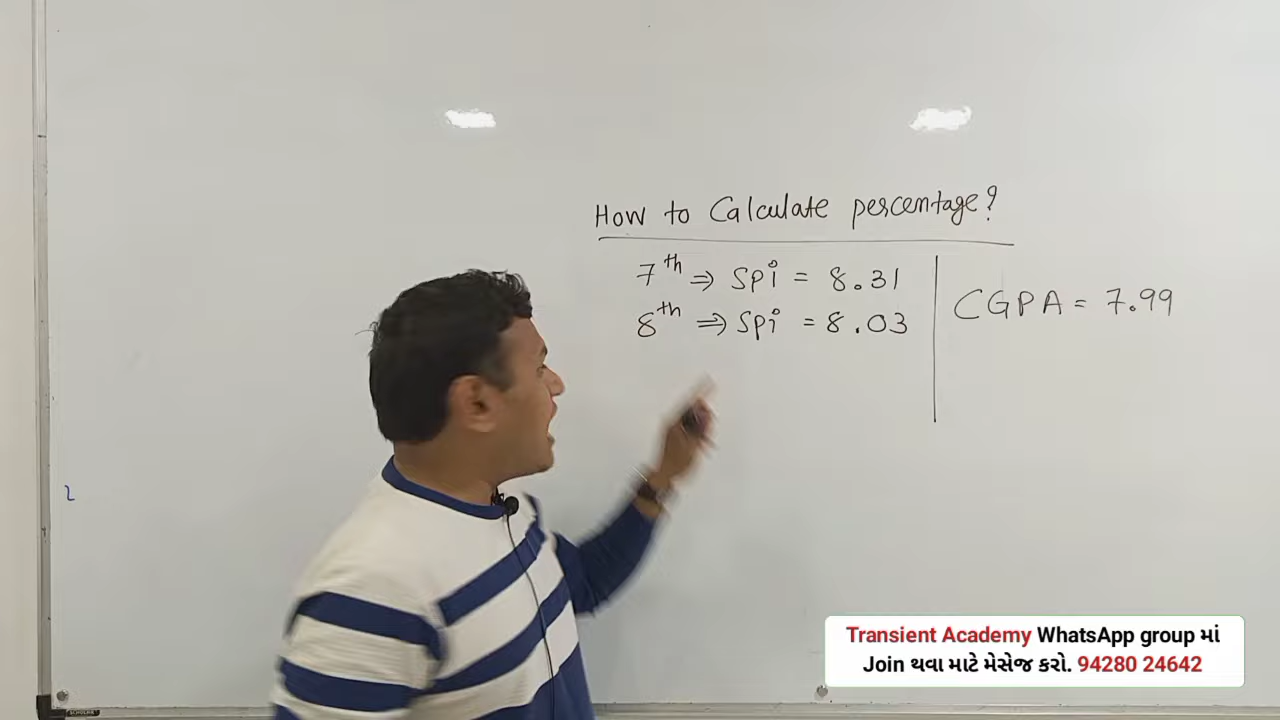 How to Calculate percentage?
7th ⇒ Spi = 8.31
8th ⇒ Spi = 8.03
CGPA = 7.99
Transient Academy WhatsApp group માં
Join થવા માટે મેસેજ કરો. 94280 24642